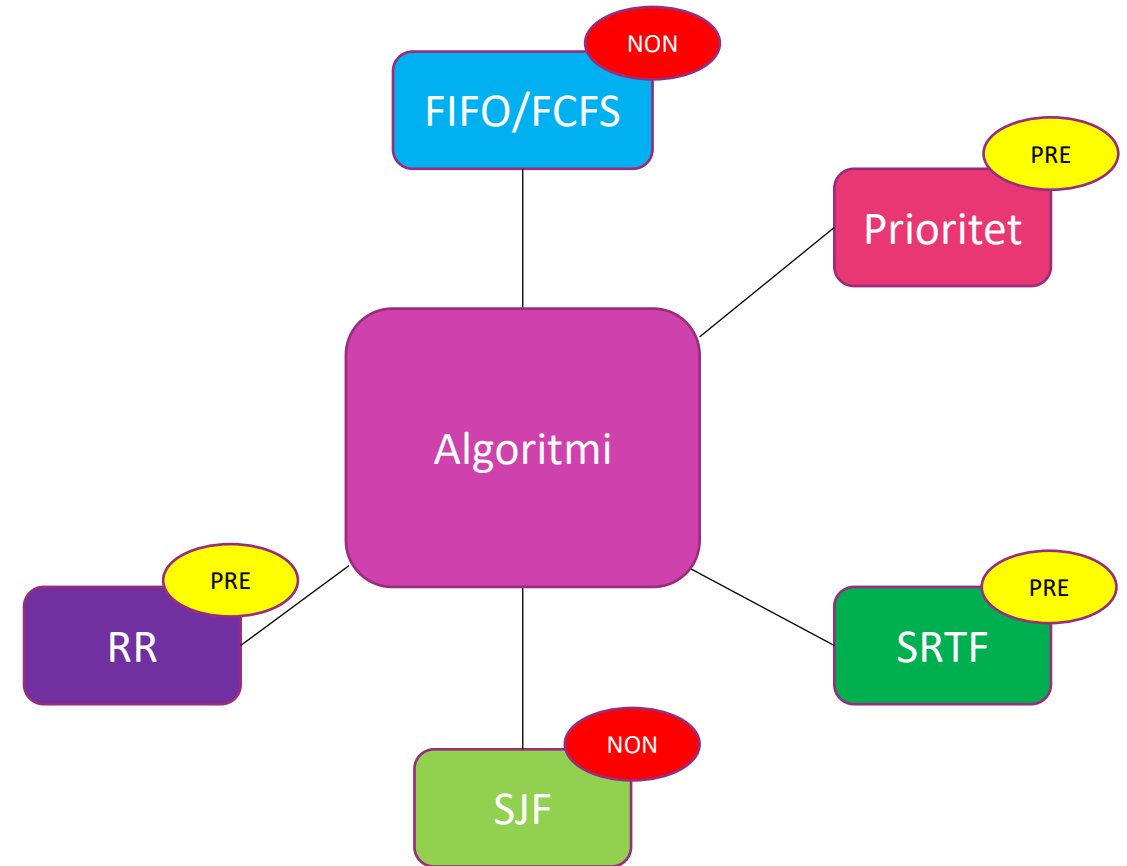 NON
FIFO/FCFS
PRE
Prioritet
Algoritmi
PRE
RR
PRE
SRTF
NON
SJF